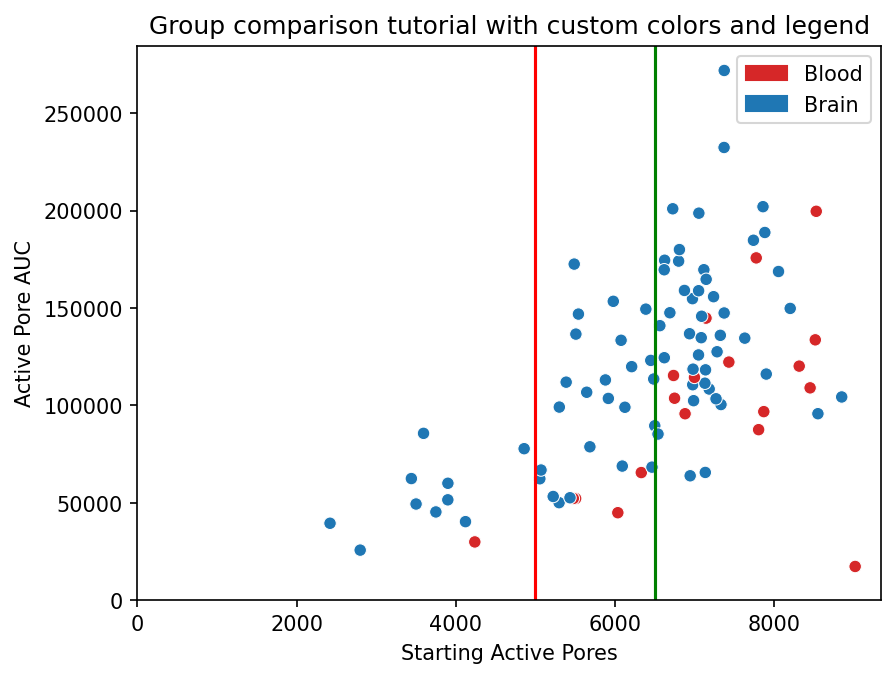 Group comparison tutorial with custom colors and legend
Blood
Brain
250000
200000
150000
100000
50000
0
Active Pore AUC
0 2000 4000 6000 8000
Starting Active Pores